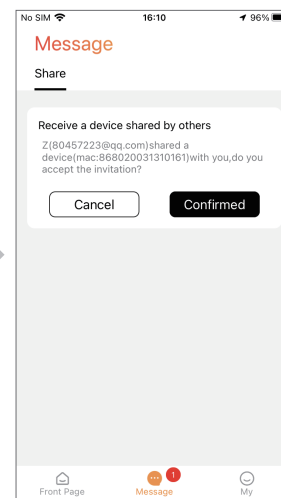 No SIM 16:10 96%
Message
Share
Receive a device shared by others
Z(80457223@qq.com)shared a
device(mac:868020031310161)with you,do you
accept the invitation?
Cancel Confirmed
1
Front Page Message My